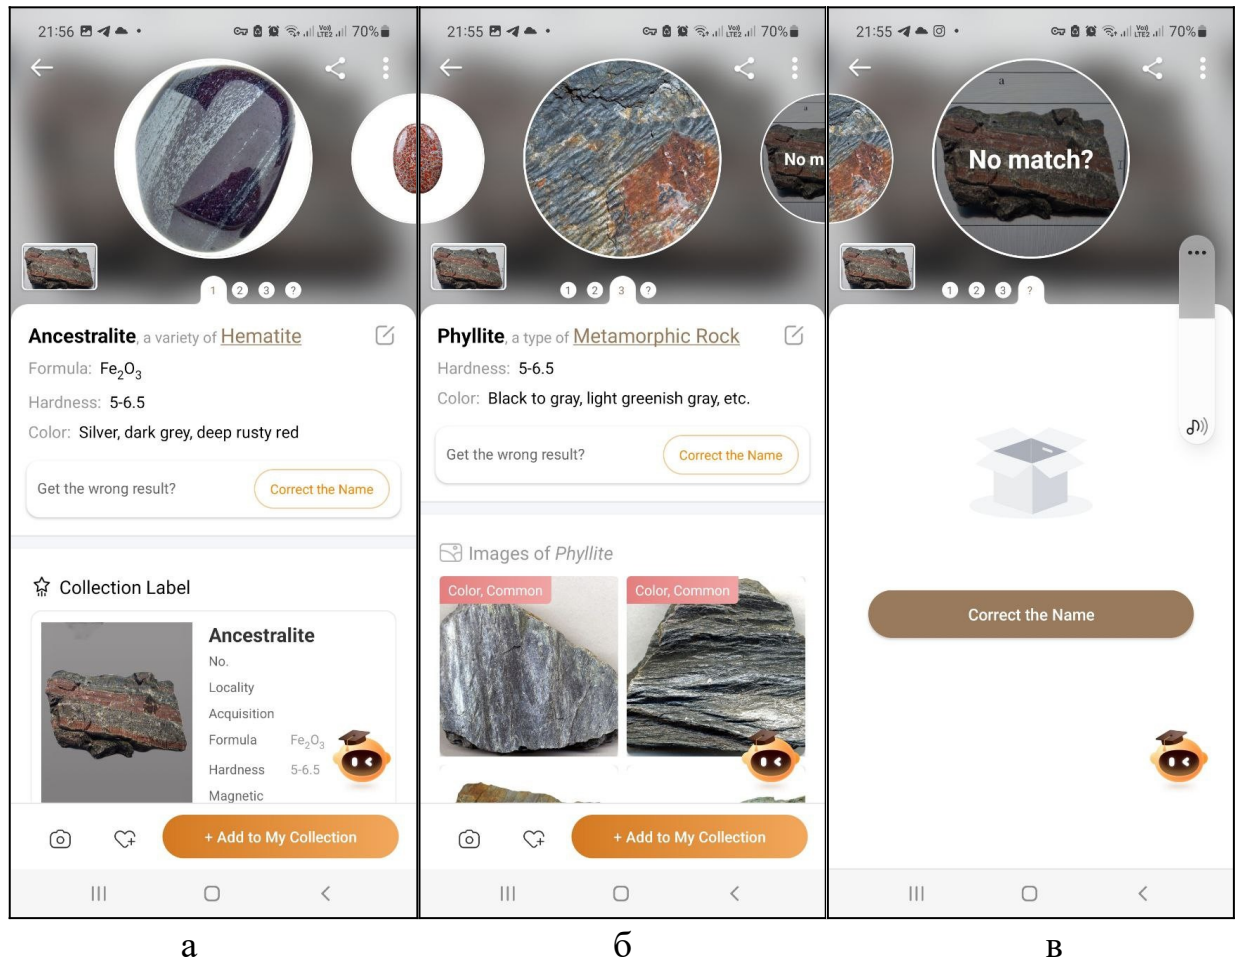 21:56
70%
1 2 3 ?
Ancestralite, a variety of Hematite
Formula: Fe2O3
Hardness: 5-6.5
Color: Silver, dark grey, deep rusty red
Get the wrong result?
Correct the Name
Collection Label
Ancestralite
No.
Locality
Acquisition
Formula Fe2O3
Hardness 5-6.5
Magnetic
+ Add to My Collection
а
21:55
Vo)) LTE2
70%
No m
1 2 3 ?
Phyllite, a type of Metamorphic Rock
Hardness: 5-6.5
Color: Black to gray, light greenish gray, etc.
Get the wrong result?
Correct the Name
Images of Phyllite
Color, Common
Color, Common
+ Add to My Collection
б
21:55
Vo)) LTE2
70%
a
No match?
1 2 3 ?
Correct the Name
в